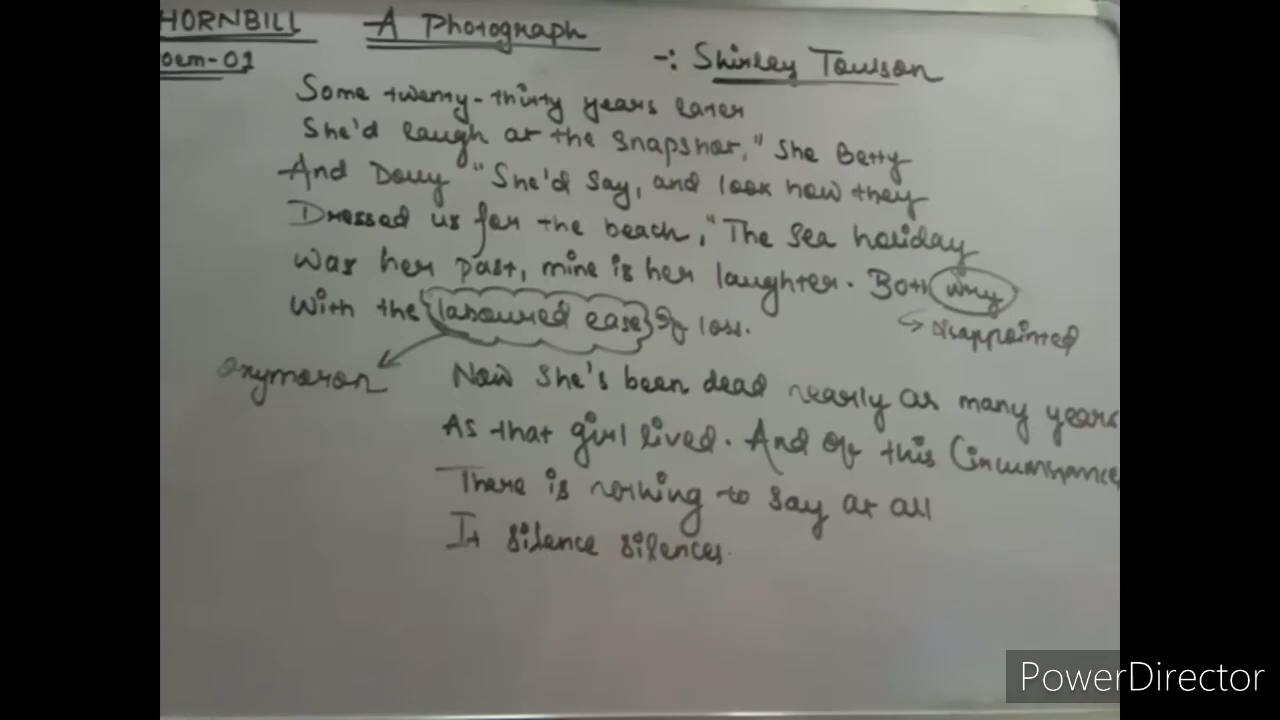 HORNBILL A Photograph
oem-01 -: Shirley Towson
Some twenty-thirty years later
She'd laugh at the snapshot," She Betty
And Dolly "She'd say, and look how they
Dressed us for the beach," The Sea holiday
was her past, mine is her laughter. Both wry
With the laboured ease of loss.
→ Disappointed
oxymoron
Now she's been dead nearly as many years
As that girl lived. And of this Circumstance
There is nothing to say at all
It silence silences.
PowerDirector